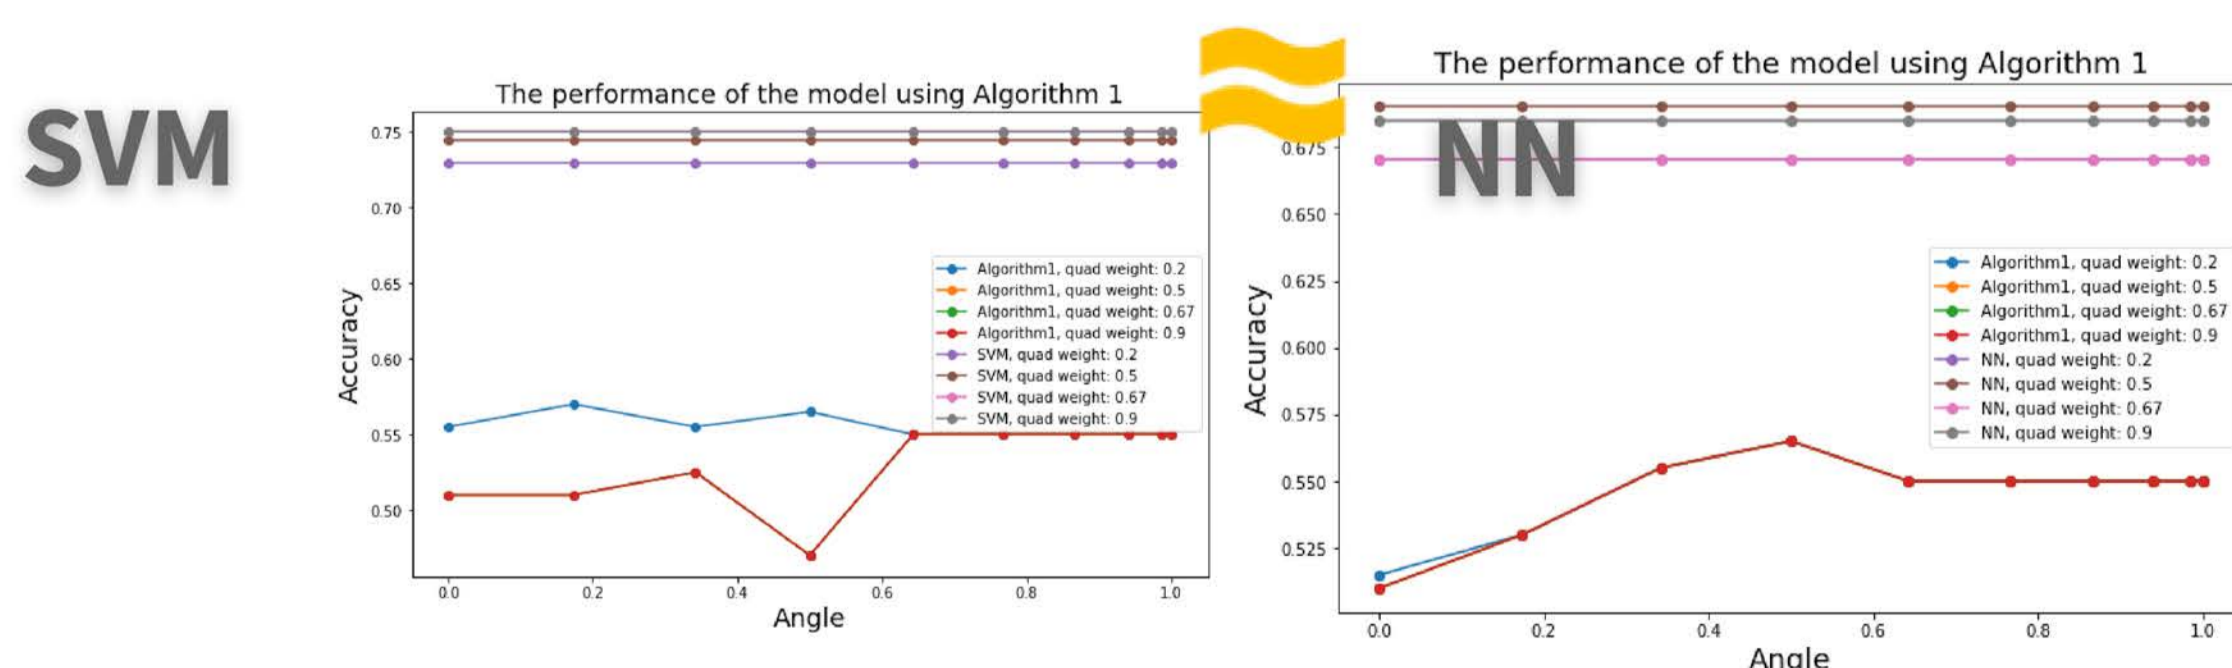 SVM
The performance of the model using Algorithm 1
0.75
0.70
0.65
0.60
0.55
0.50
Accuracy
Algorithm1, quad weight: 0.2
Algorithm1, quad weight: 0.5
Algorithm1, quad weight: 0.67
Algorithm1, quad weight: 0.9
SVM, quad weight: 0.2
SVM, quad weight: 0.5
SVM, quad weight: 0.67
SVM, quad weight: 0.9
0.0 0.2 0.4 0.6 0.8 1.0
Angle
The performance of the model using Algorithm 1
NN
0.675
0.650
0.625
0.600
0.575
0.550
0.525
Accuracy
Algorithm1, quad weight: 0.2
Algorithm1, quad weight: 0.5
Algorithm1, quad weight: 0.67
Algorithm1, quad weight: 0.9
NN, quad weight: 0.2
NN, quad weight: 0.5
NN, quad weight: 0.67
NN, quad weight: 0.9
0.0 0.2 0.4 0.6 0.8 1.0
Angle